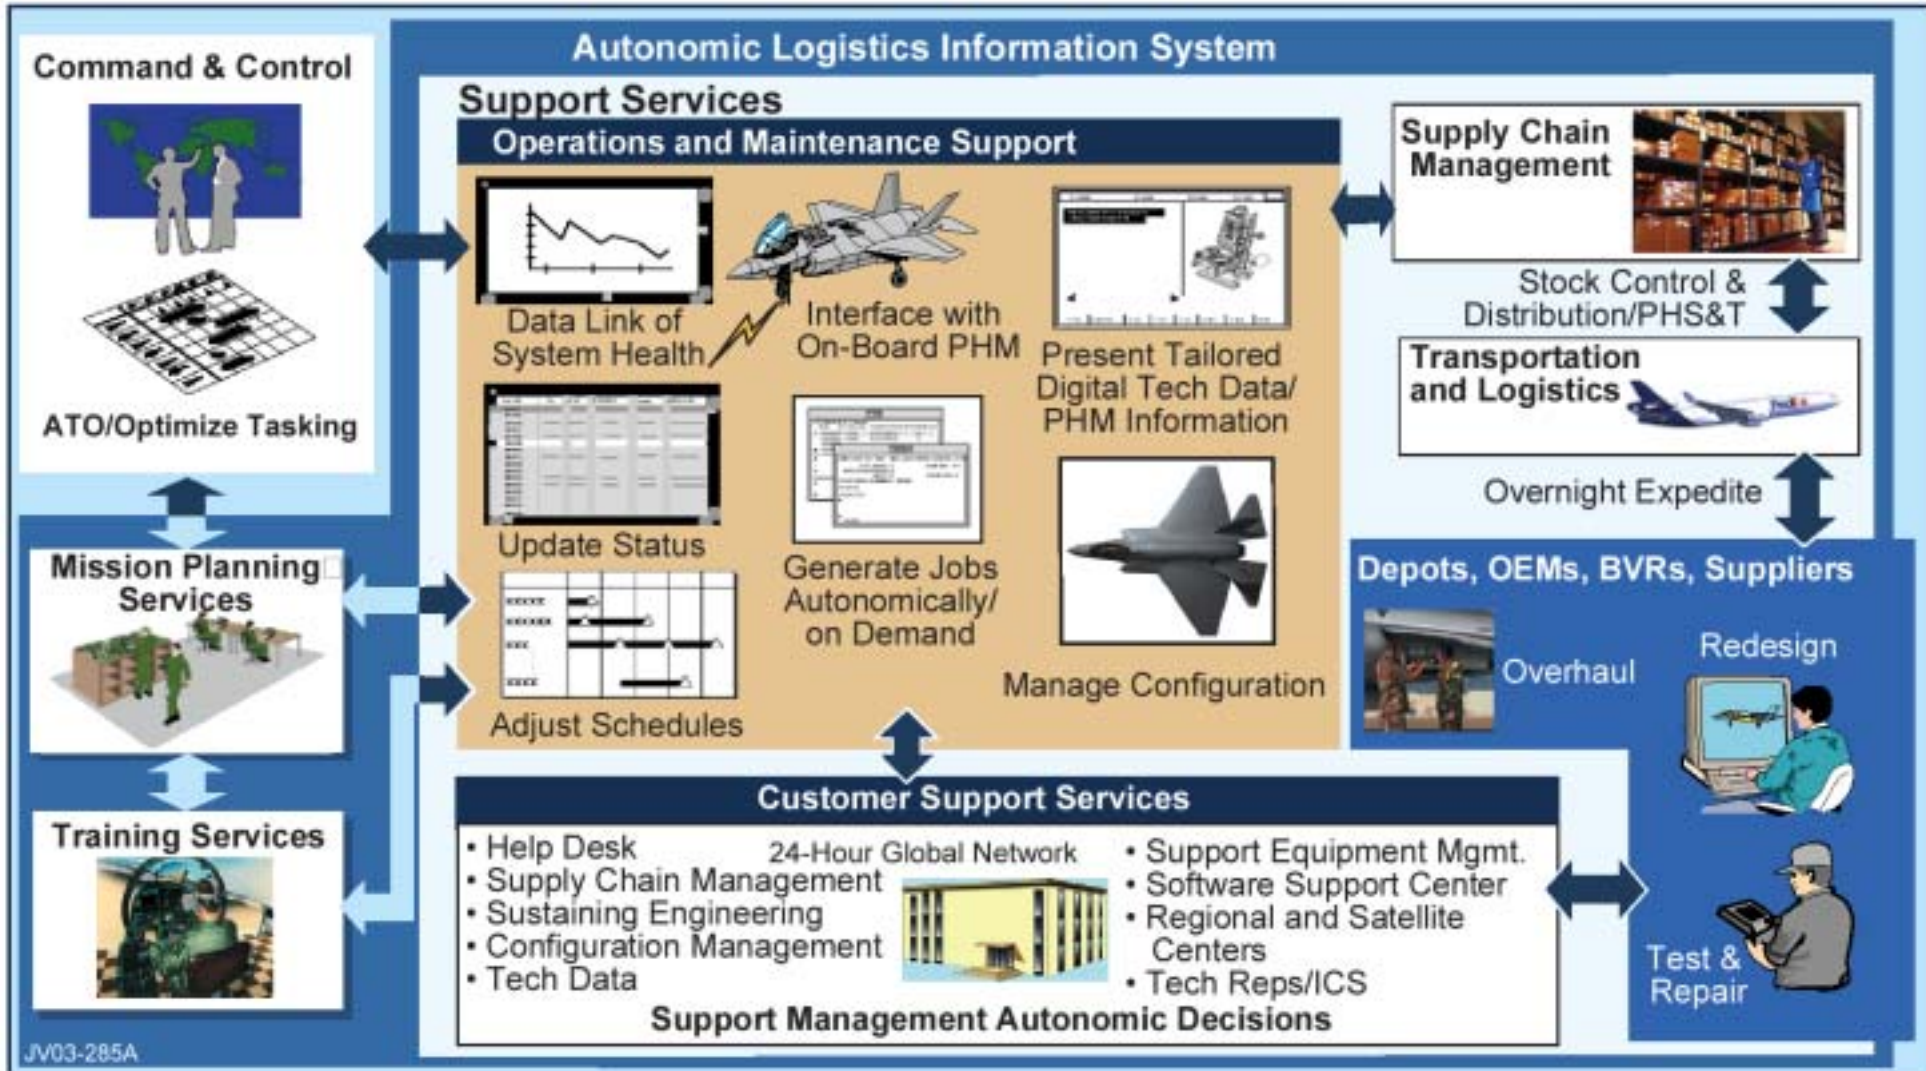 Autonomic Logistics Information System
Command & Control
ATO/Optimize Tasking
Mission Planning
Services
Training Services
JV03-285A
Support Services
Operations and Maintenance Support
Data Link of
System Health
Interface with
On-Board PHM
Present Tailored
Digital Tech Data/
PHM Information
Update Status
Generate Jobs
Autonomically/
on Demand
Manage Configuration
Adjust Schedules
Customer Support Services
• Help Desk
• Supply Chain Management
• Sustaining Engineering
• Configuration Management
• Tech Data
24-Hour Global Network
• Support Equipment Mgmt.
• Software Support Center
• Regional and Satellite
Centers
• Tech Reps/ICS
Support Management Autonomic Decisions
Supply Chain
Management
Stock Control &
Distribution/PHS&T
Transportation
and Logistics
Overnight Expedite
Depots, OEMs, BVRs, Suppliers
Overhaul
Redesign
Test &
Repair